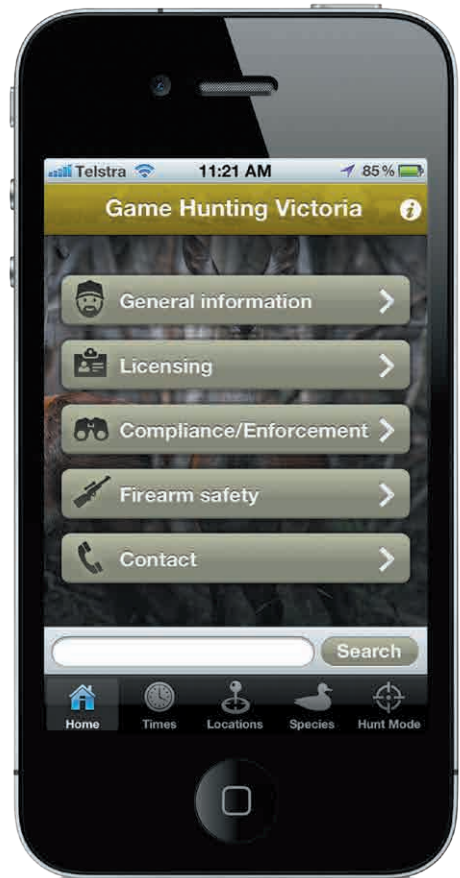 Telstra 11:21 AM 85%
Game Hunting Victoria
General information
Licensing
Compliance/Enforcement
Firearm safety
Contact
Search
Home Times Locations Species Hunt Mode